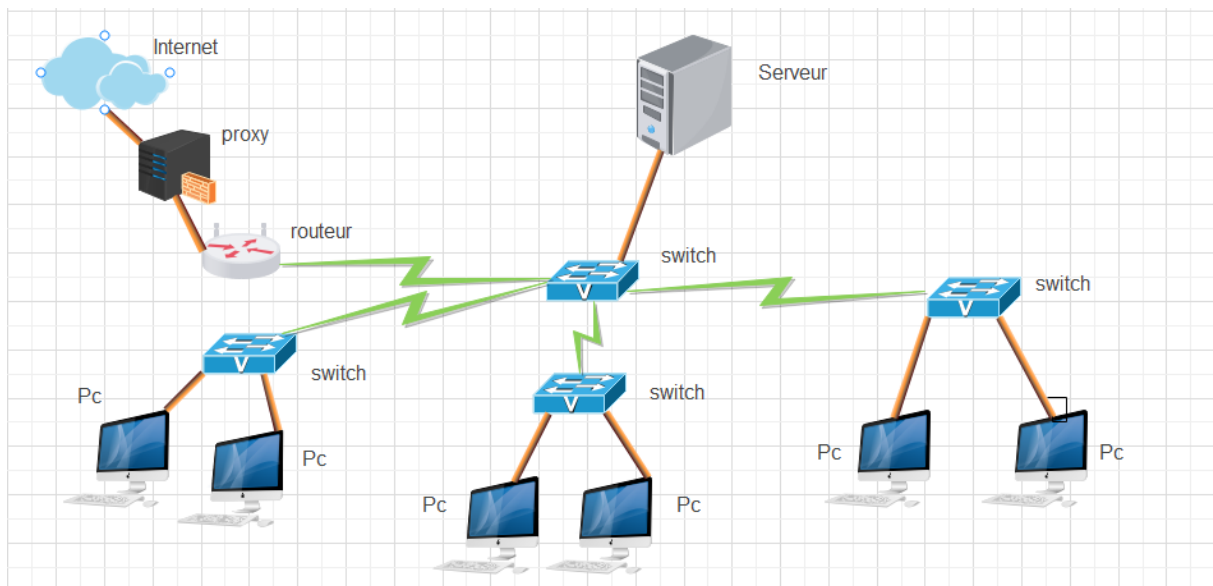 Internet
Serveur
proxy
routeur
switch
switch
V
V
V
switch
V
switch
Pc
Pc
Pc
Pc
Pc
Pc